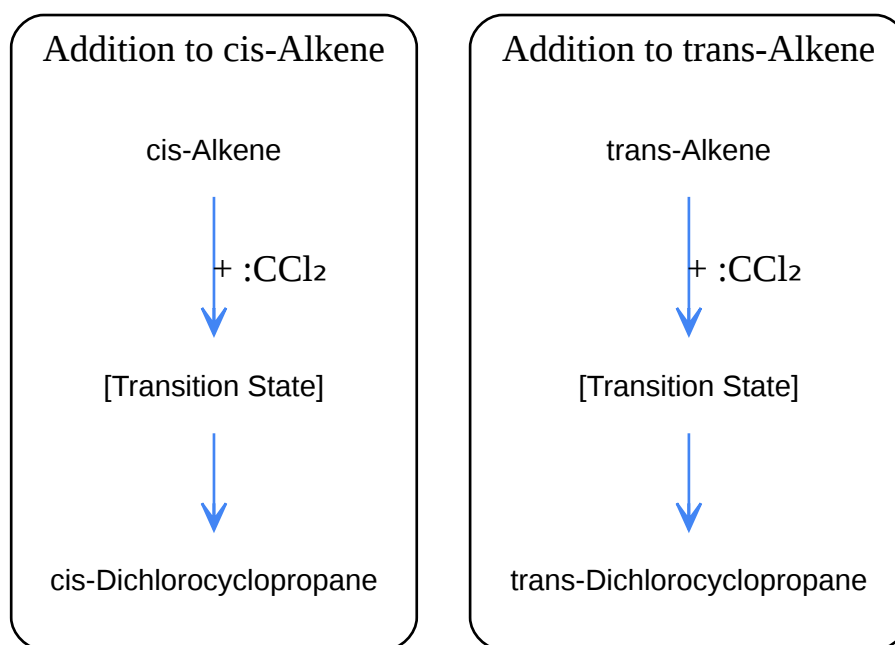 Addition to cis-Alkene
cis-Alkene
+ :CCl₂
[Transition State]
cis-Dichlorocyclopropane
Addition to trans-Alkene
trans-Alkene
+ :CCl₂
[Transition State]
trans-Dichlorocyclopropane